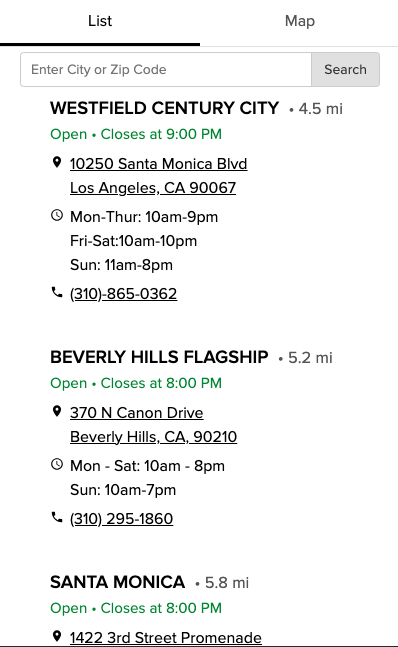 List
Map
Enter City or Zip Code
Search
WESTFIELD CENTURY CITY • 4.5 mi
Open • Closes at 9:00 PM
10250 Santa Monica Blvd
Los Angeles, CA 90067
Mon-Thur: 10am-9pm
Fri-Sat:10am-10pm
Sun: 11am-8pm
(310)-865-0362
BEVERLY HILLS FLAGSHIP • 5.2 mi
Open • Closes at 8:00 PM
370 N Canon Drive
Beverly Hills, CA, 90210
Mon - Sat: 10am - 8pm
Sun: 10am-7pm
(310) 295-1860
SANTA MONICA • 5.8 mi
Open • Closes at 8:00 PM
1422 3rd Street Promenade